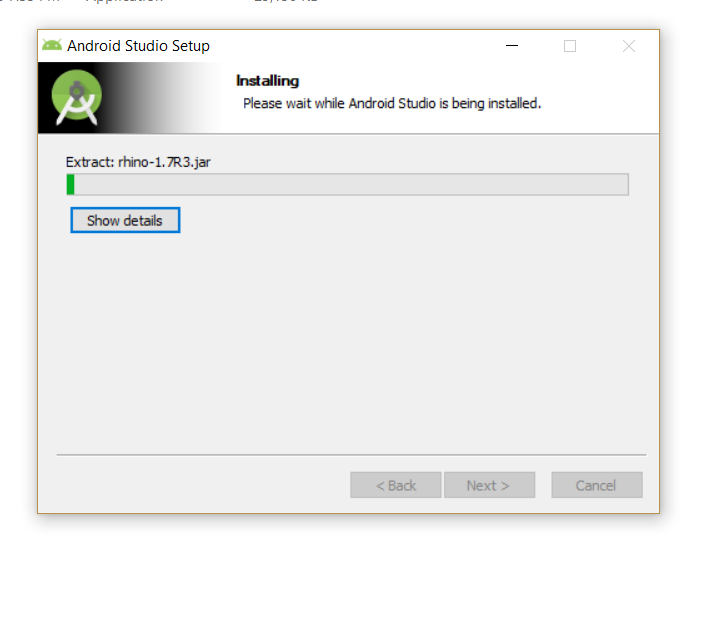 Android Studio Setup
Installing
Please wait while Android Studio is being installed.
Extract: rhino-1.7R3.jar
Show details
< Back
Next >
Cancel